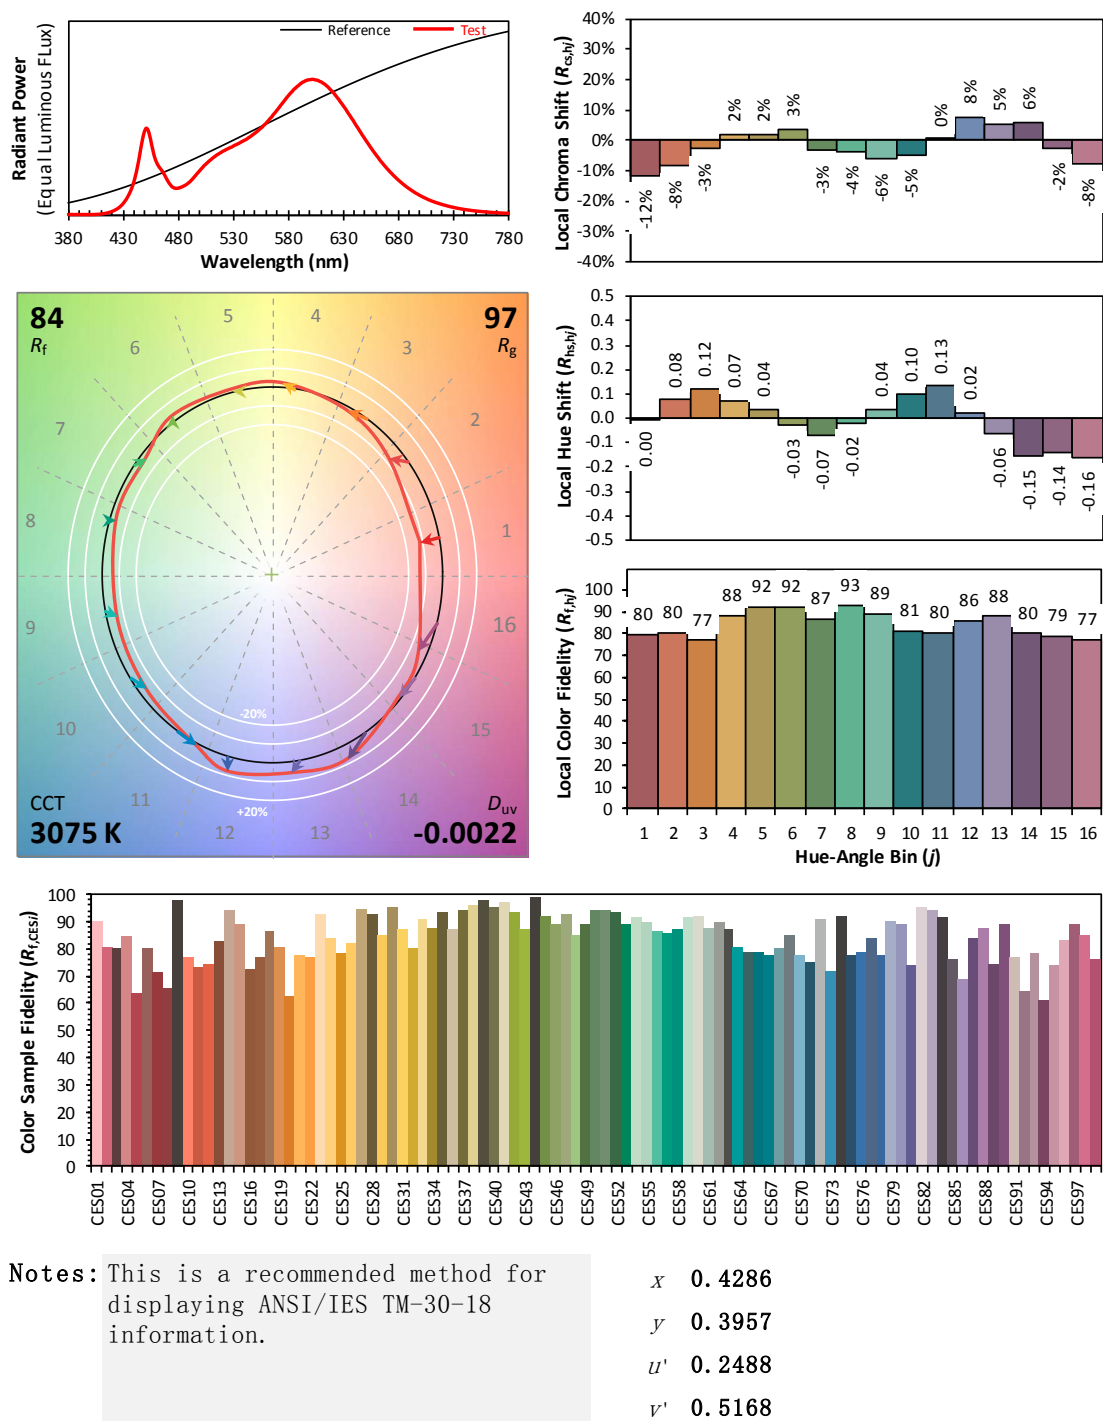 Radiant Power
(Equal Luminous FLux)
Reference
Test
380 430 480 530 580 630 680 730 780
Wavelength (nm)
Local Chroma Shift (Rcs,hj)
40%
30%
20%
10%
0%
-10%
-20%
-30%
-40%
-12% -8% -3% 2% 2% 3% -3% -4% -6% -5% 0% 8% 5% 6% -2% -8%
84
Rf
97
Rg
1
2
3
4
5
6
7
8
9
10
11
12
13
14
15
16
-20%
+20%
CCT
3075 K
Duv
-0.0022
Local Hue Shift (Rhs,hj)
0.5
0.4
0.3
0.2
0.1
0.0
-0.1
-0.2
-0.3
-0.4
-0.5
0.00 0.08 0.12 0.07 0.04 -0.03 -0.07 -0.02 0.04 0.10 0.13 0.02 -0.06 -0.15 -0.14 -0.16
Local Color Fidelity (Rf,hj)
100
90
80
70
60
50
40
30
20
10
0
80 80 77 88 92 92 87 93 89 81 80 86 88 80 79 77
1 2 3 4 5 6 7 8 9 10 11 12 13 14 15 16
Hue-Angle Bin (j)
Color Sample Fidelity (Rf,CESi)
100
90
80
70
60
50
40
30
20
10
0
CES01 CES04 CES07 CES10 CES13 CES16 CES19 CES22 CES25 CES28 CES31 CES34 CES37 CES40 CES43 CES46 CES49 CES52 CES55 CES58 CES61 CES64 CES67 CES70 CES73 CES76 CES79 CES82 CES85 CES88 CES91 CES94 CES97
Notes: This is a recommended method for
displaying ANSI/IES TM-30-18
information.
x 0.4286
y 0.3957
u' 0.2488
v' 0.5168